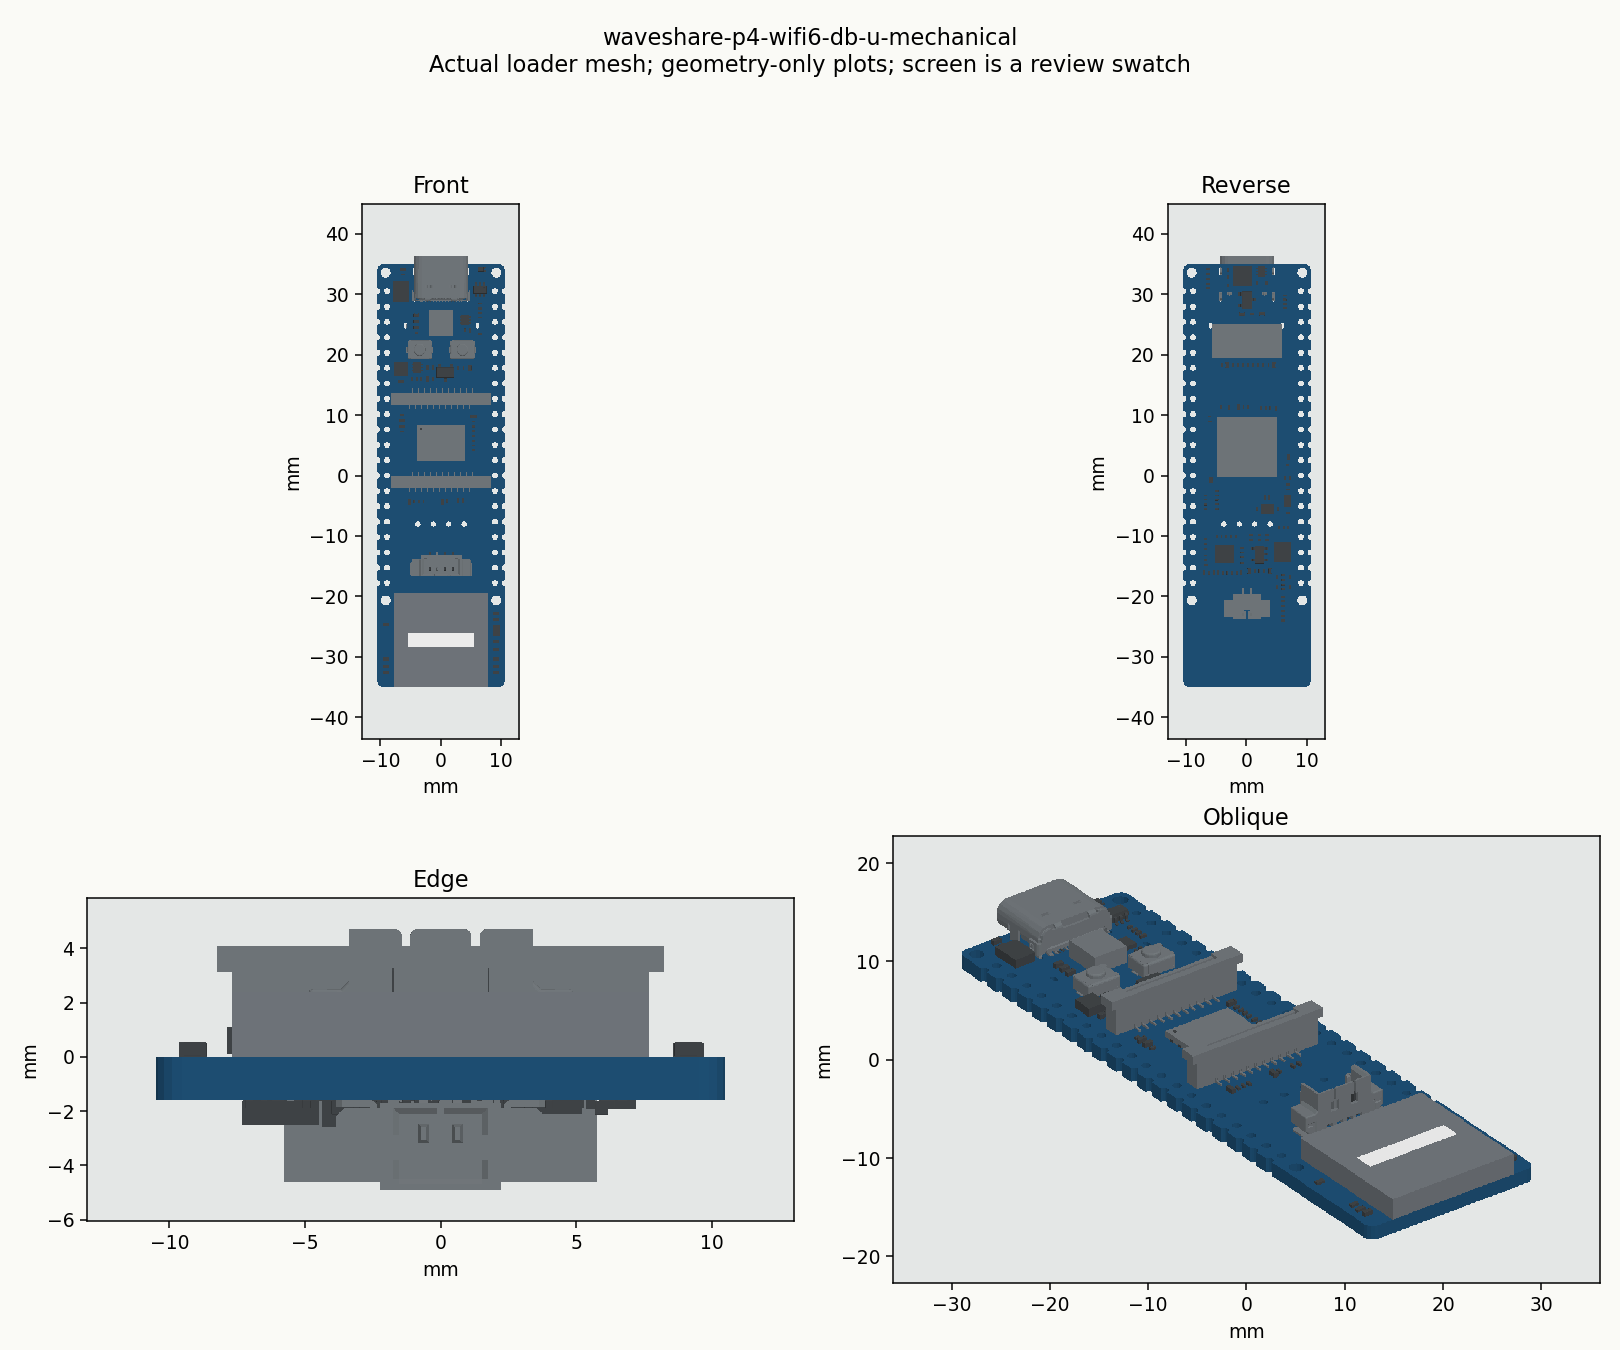 waveshare-p4-wifi6-db-u-mechanical
Actual loader mesh; geometry-only plots; screen is a review swatch
Front
40
30
20
10
0
−10
−20
−30
−40
mm
−10 0 10
mm
Reverse
40
30
20
10
0
−10
−20
−30
−40
mm
−10 0 10
mm
Edge
4
2
0
−2
−4
−6
mm
−10 −5 0 5 10
mm
Oblique
20
10
0
−10
−20
mm
−30 −20 −10 0 10 20 30
mm